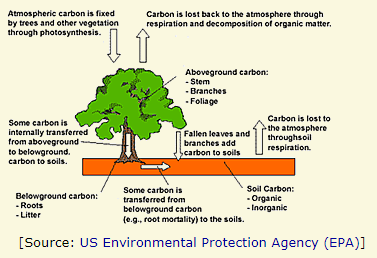 Atmospheric carbon is fixed
by trees and other vegetation
through photosynthesis.
Carbon is lost back to the atmosphere through
respiration and decomposition of organic matter.
Aboveground carbon:
- Stem
- Branches
- Foliage
Some carbon is
internally transferred
from aboveground
to belowground.
carbon to soils.
Fallen leaves and
branches add
carbon to soils
Carbon is lost to
the atmosphere
throughsoil
respiration.
Belowground carbon:
- Roots
- Litter
Some carbon is
transferred from
belowground carbon
(e.g., root mortality) to the soils.
Soil Carbon:
- Organic
- Inorganic
[Source: US Environmental Protection Agency (EPA)]